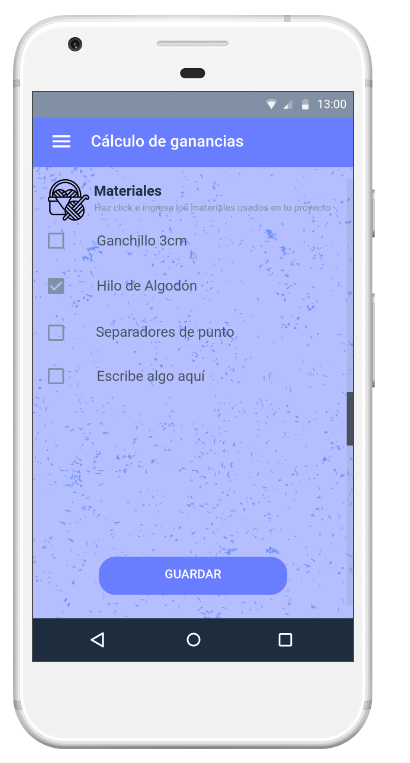 13:00
Cálculo de ganancias
Materiales
Haz click e ingresa los materiales usados en tu proyecto
Ganchillo 3cm
Hilo de Algodón
Separadores de punto
Escribe algo aquí
GUARDAR